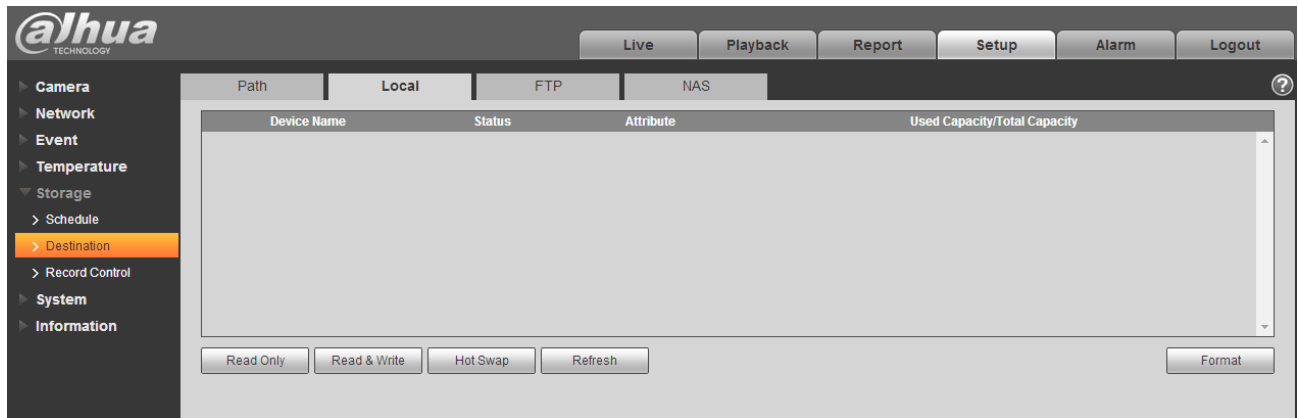 alhua
TECHNOLOGY
Live Playback Report Setup Alarm Logout
Path Local FTP NAS ?
Camera
Network
Event
Temperature
Storage
Schedule
Destination
Record Control
System
Information
Device Name Status Attribute Used Capacity/Total Capacity
Read Only Read & Write Hot Swap Refresh Format